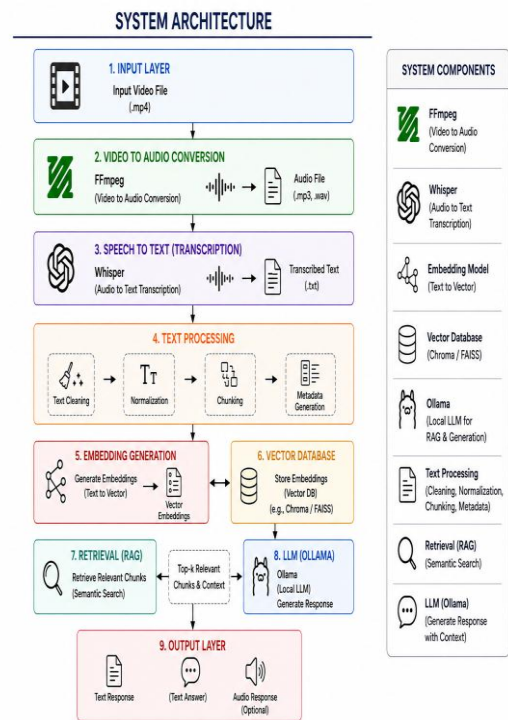 SYSTEM ARCHITECTURE
1. INPUT LAYER
Input Video File
(.mp4)
2. VIDEO TO AUDIO CONVERSION
FFmpeg
(Video to Audio Conversion)
Audio File
(.mp3, .wav)
3. SPEECH TO TEXT (TRANSCRIPTION)
Whisper
(Audio to Text Transcription)
Transcribed Text
(.txt)
4. TEXT PROCESSING
Text Cleaning
TT
Normalization
Chunking
Metadata
Generation
5. EMBEDDING GENERATION
Generate Embeddings
(Text to Vector)
Vector
Embeddings
6. VECTOR DATABASE
Store Embeddings
(Vector DB)
(e.g., Chroma / FAISS)
7. RETRIEVAL (RAG)
Retrieve Relevant Chunks
(Semantic Search)
Top-k Relevant
Chunks & Context
8. LLM (OLLAMA)
Ollama
(Local LLM)
Generate Response
9. OUTPUT LAYER
Text Response
(Text Answer)
Audio Response
(Optional)
SYSTEM COMPONENTS
FFmpeg
(Video to Audio
Conversion)
Whisper
(Audio to Text
Transcription)
Embedding Model
(Text to Vector)
Vector Database
(Chroma / FAISS)
Ollama
(Local LLM for
RAG & Generation)
Text Processing
(Cleaning, Normalization,
Chunking, Metadata)
Retrieval (RAG)
(Semantic Search)
LLM (Ollama)
(Generate Response
with Context)